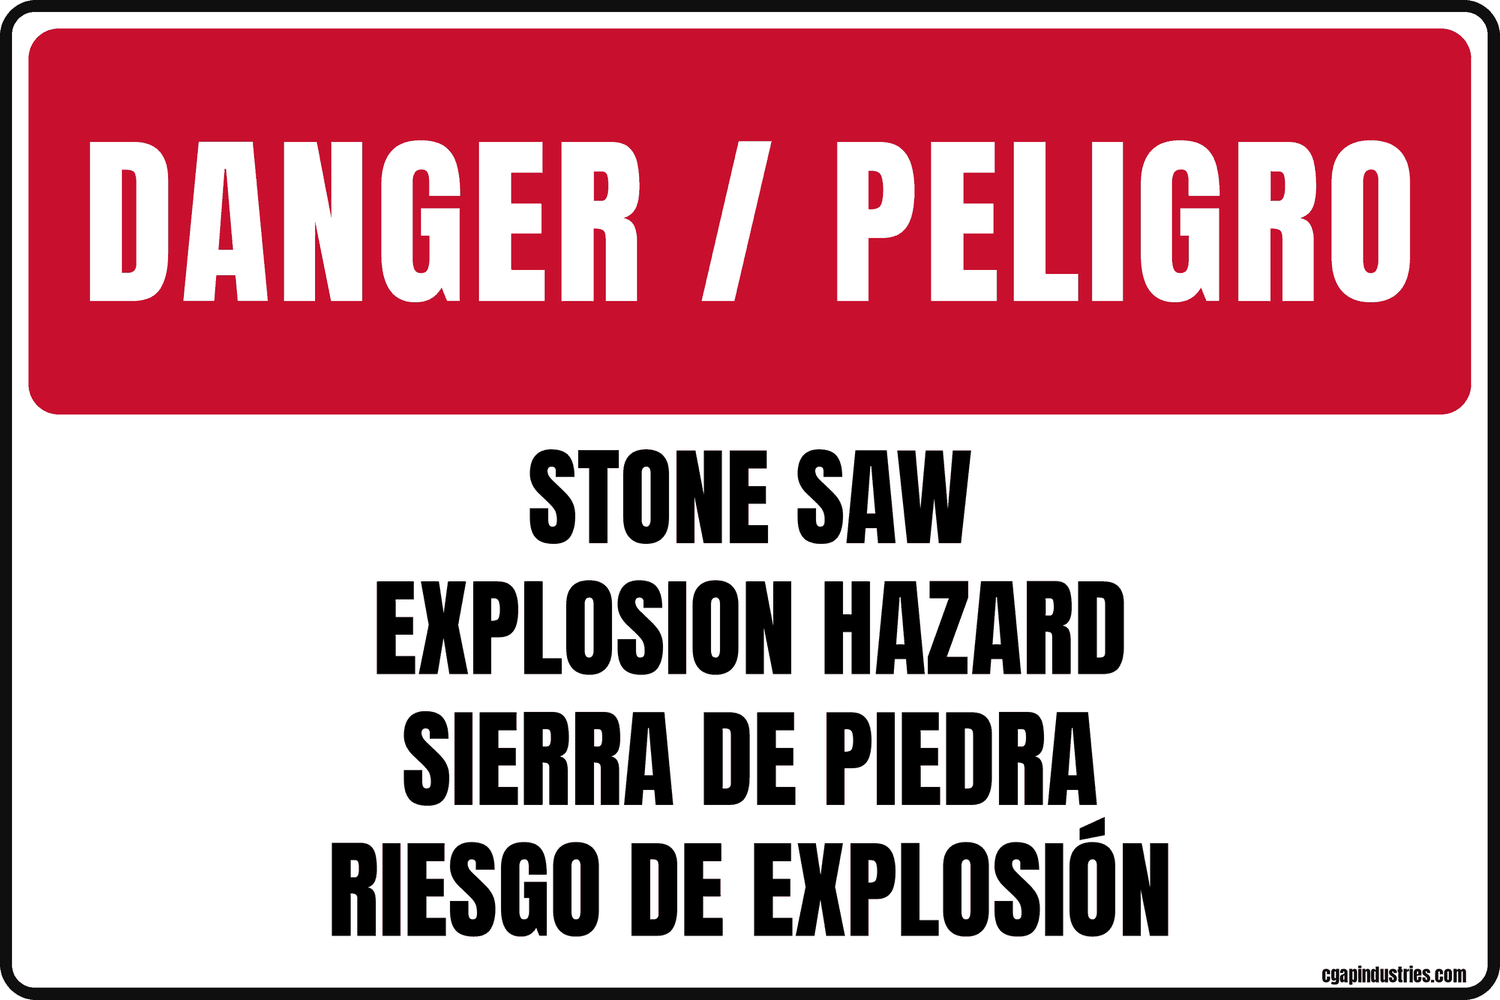 DANGER / PELIGRO
STONE SAW
EXPLOSION HAZARD
SIERRA DE PIEDRA
RIESGO DE EXPLOSIÓN
cgapindustries.com